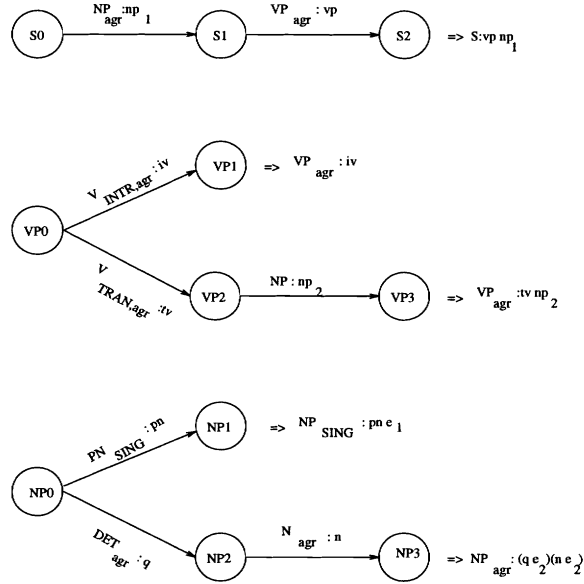 NP agr :np 1 VP agr : vp
S0 S1 S2 => S:vp np 1
V INTR,agr : iv VP1 => VP agr : iv
VP0
V TRAN,agr :tv VP2 NP : np 2 VP3 => VP agr :tv np 2
PN SING : pn NP1 => NP SING : pn e 1
NP0
DET agr : q NP2 N agr : n NP3 => NP agr : (q e 2)(n e 2)